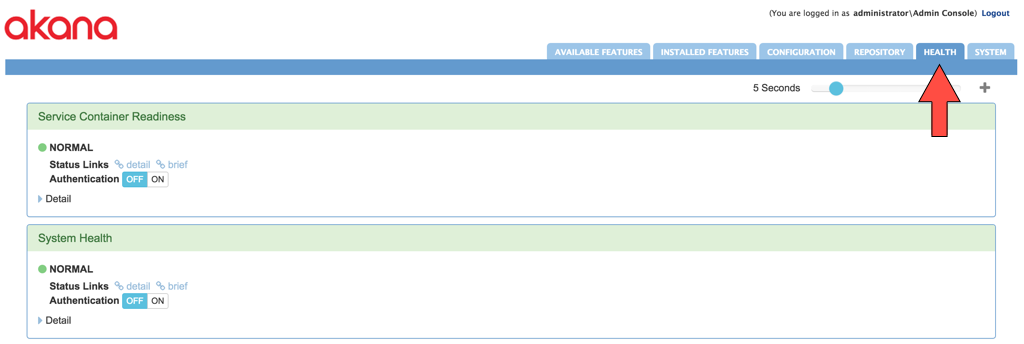 akana
(You are logged in as administrator\Admin Console) Logout
AVAILABLE FEATURES INSTALLED FEATURES CONFIGURATION REPOSITORY HEALTH SYSTEM
5 Seconds
Service Container Readiness
NORMAL
Status Links detail brief
Authentication OFF ON
Detail
System Health
NORMAL
Status Links detail brief
Authentication OFF ON
Detail